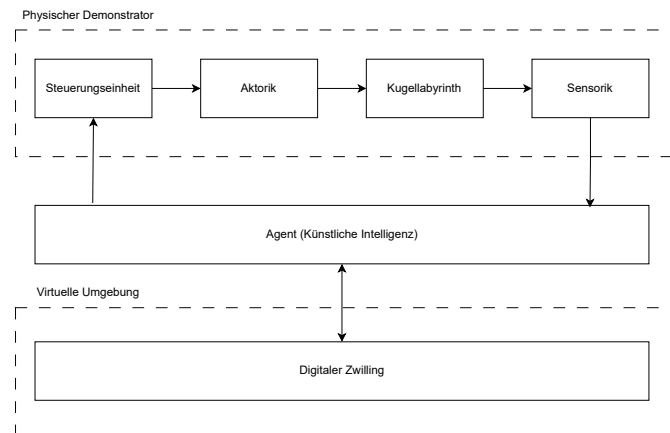 Physischer Demonstrator
Steuerungseinheit
Aktorik
Kugellabyrinth
Sensorik
Agent (Künstliche Intelligenz)
Virtuelle Umgebung
Digitaler Zwilling